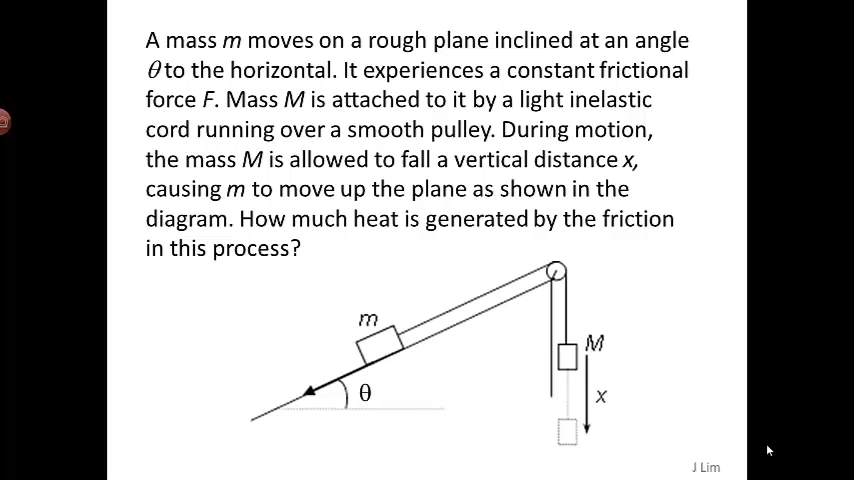 A mass m moves on a rough plane inclined at an angle
θ to the horizontal. It experiences a constant frictional
force F. Mass M is attached to it by a light inelastic
cord running over a smooth pulley. During motion,
the mass M is allowed to fall a vertical distance x,
causing m to move up the plane as shown in the
diagram. How much heat is generated by the friction
in this process?
m
M
θ
x
J Lim